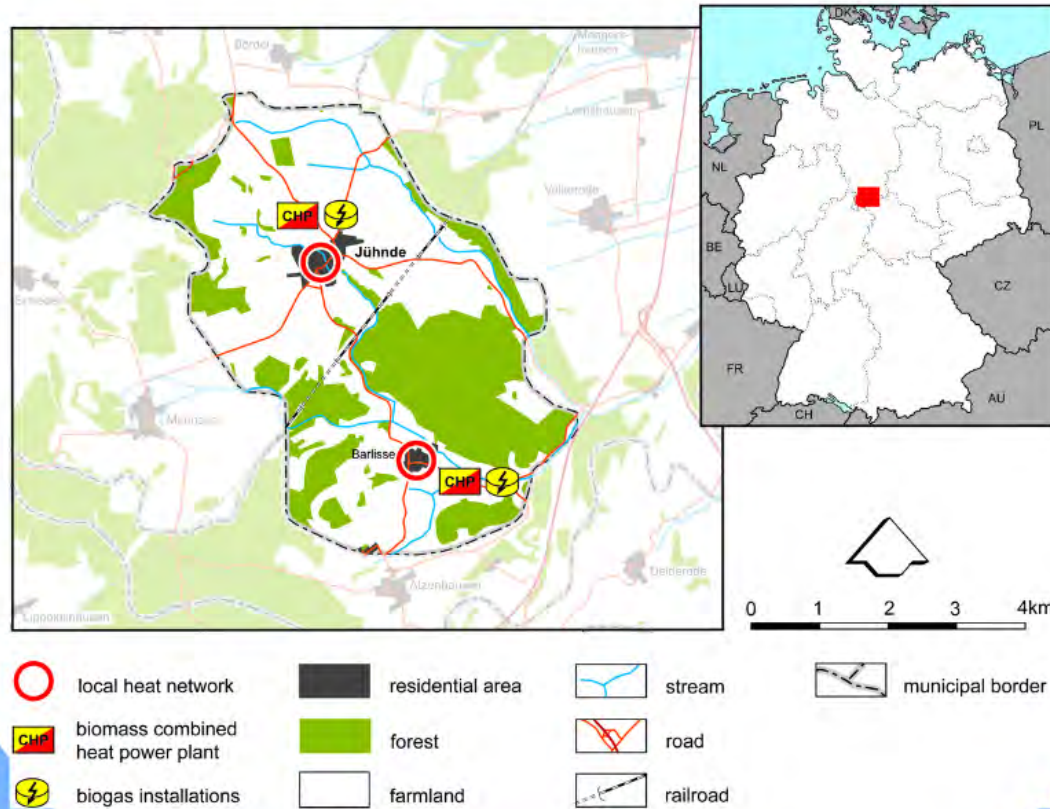 DK
PL
NL
BE
LU
CZ
FR
AU
CH
CHP
Jühnde
Barlisse
CHP
0 1 2 3 4km
local heat network
residential area
stream
municipal border
CHP
biomass combined
heat power plant
forest
road
biogas installations
farmland
railroad